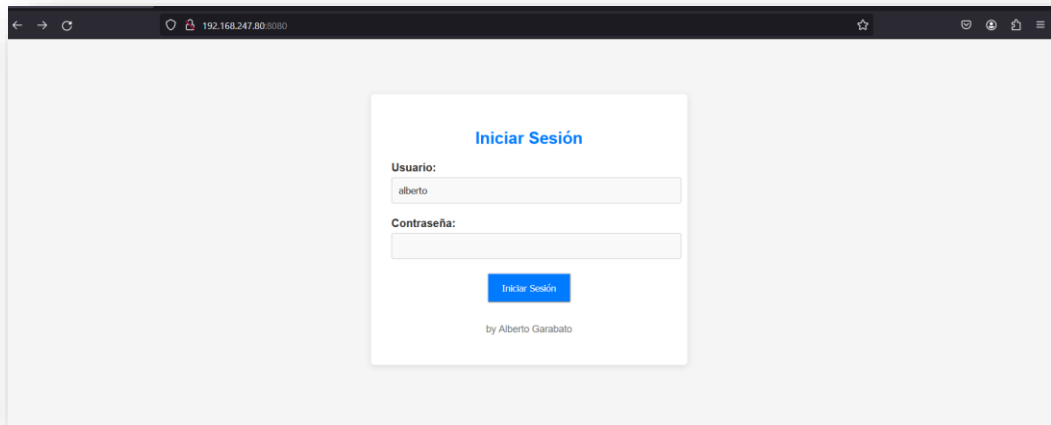 192.168.247.80:8080
Iniciar Sesión
Usuario:
alberto
Contraseña:
Iniciar Sesión
by Alberto Garabato